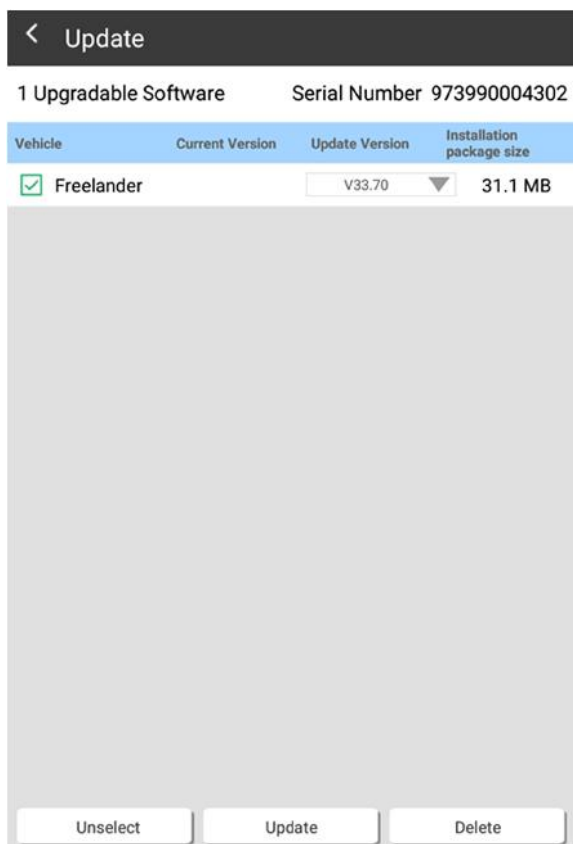 Update
1 Upgradable Software Serial Number 973990004302
Vehicle Current Version Update Version Installation package size
Freelander V33.70 31.1 MB
Unselect Update Delete